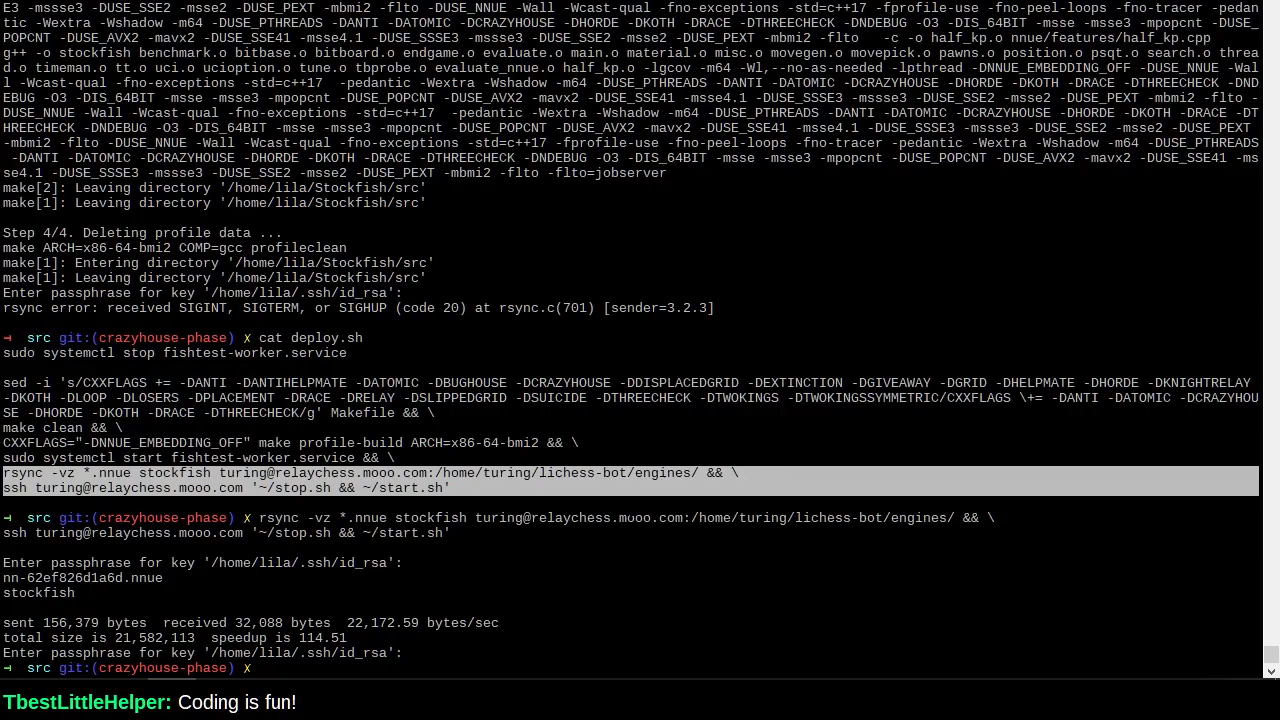 E3 -mssse3 -DUSE_SSE2 -msse2 -DUSE_PEXT -mbmi2 -flto -DUSE_NNUE -Wall -Wcast-qual -fno-exceptions -std=c++17 -fprofile-use -fno-peel-loops -fno-tracer -pedan
tic -Wextra -Wshadow -m64 -DUSE_PTHREADS -DANTI -DATOMIC -DCRAZYHOUSE -DHORDE -DKOTH -DRACE -DTHREECHECK -DNDEBUG -O3 -DIS_64BIT -msse -msse3 -mpopcnt -DUSE_
POPCNT -DUSE_AVX2 -mavx2 -DUSE_SSE41 -msse4.1 -DUSE_SSSE3 -mssse3 -DUSE_SSE2 -msse2 -DUSE_PEXT -mbmi2 -flto   -c -o half_kp.o nnue/features/half_kp.cpp
g++ -o stockfish benchmark.o bitbase.o bitboard.o endgame.o evaluate.o main.o material.o misc.o movegen.o movepick.o pawns.o position.o psqt.o search.o threa
d.o timeman.o tt.o uci.o ucioption.o tune.o tbprobe.o evaluate_nnue.o half_kp.o -lgcov -m64 -Wl,--no-as-needed -lpthread -DNNUE_EMBEDDING_OFF -DUSE_NNUE -Wal
l -Wcast-qual -fno-exceptions -std=c++17  -pedantic -Wextra -Wshadow -m64 -DUSE_PTHREADS -DANTI -DATOMIC -DCRAZYHOUSE -DHORDE -DKOTH -DRACE -DTHREECHECK -DND
EBUG -O3 -DIS_64BIT -msse -msse3 -mpopcnt -DUSE_POPCNT -DUSE_AVX2 -mavx2 -DUSE_SSE41 -msse4.1 -DUSE_SSSE3 -mssse3 -DUSE_SSE2 -msse2 -DUSE_PEXT -mbmi2 -flto -
DUSE_NNUE -Wall -Wcast-qual -fno-exceptions -std=c++17  -pedantic -Wextra -Wshadow -m64 -DUSE_PTHREADS -DANTI -DATOMIC -DCRAZYHOUSE -DHORDE -DKOTH -DRACE -DT
HREECHECK -DNDEBUG -O3 -DIS_64BIT -msse -msse3 -mpopcnt -DUSE_POPCNT -DUSE_AVX2 -mavx2 -DUSE_SSE41 -msse4.1 -DUSE_SSSE3 -mssse3 -DUSE_SSE2 -msse2 -DUSE_PEXT
-mbmi2 -flto -DUSE_NNUE -Wall -Wcast-qual -fno-exceptions -std=c++17 -fprofile-use -fno-peel-loops -fno-tracer -pedantic -Wextra -Wshadow -m64 -DUSE_PTHREADS
 -DANTI -DATOMIC -DCRAZYHOUSE -DHORDE -DKOTH -DRACE -DTHREECHECK -DNDEBUG -O3 -DIS_64BIT -msse -msse3 -mpopcnt -DUSE_POPCNT -DUSE_AVX2 -mavx2 -DUSE_SSE41 -ms
se4.1 -DUSE_SSSE3 -mssse3 -DUSE_SSE2 -msse2 -DUSE_PEXT -mbmi2 -flto -flto=jobserver
make[2]: Leaving directory '/home/lila/Stockfish/src'
make[1]: Leaving directory '/home/lila/Stockfish/src'
Step 4/4. Deleting profile data ...
make ARCH=x86-64-bmi2 COMP=gcc profileclean
make[1]: Entering directory '/home/lila/Stockfish/src'
make[1]: Leaving directory '/home/lila/Stockfish/src'
Enter passphrase for key '/home/lila/.ssh/id_rsa':
rsync error: received SIGINT, SIGTERM, or SIGHUP (code 20) at rsync.c(701) [sender=3.2.3]
→  src git:(crazyhouse-phase) ✗ cat deploy.sh
sudo systemctl stop fishtest-worker.service
sed -i 's/CXXFLAGS += -DANTI -DANTIHELPMATE -DATOMIC -DBUGHOUSE -DCRAZYHOUSE -DDISPLACEDGRID -DEXTINCTION -DGIVEAWAY -DGRID -DHELPMATE -DHORDE -DKNIGHTRELAY
-DKOTH -DLOOP -DLOSERS -DPLACEMENT -DRACE -DRELAY -DSLIPPEDGRID -DSUICIDE -DTHREECHECK -DTWOKINGS -DTWOKINGSSYMMETRIC/CXXFLAGS \+= -DANTI -DATOMIC -DCRAZYHOU
SE -DHORDE -DKOTH -DRACE -DTHREECHECK/g' Makefile && \
make clean && \
CXXFLAGS="-DNNUE_EMBEDDING_OFF" make profile-build ARCH=x86-64-bmi2 && \
sudo systemctl start fishtest-worker.service && \
rsync -vz *.nnue stockfish turing@relaychess.mooo.com:/home/turing/lichess-bot/engines/ && \
ssh turing@relaychess.mooo.com '~/stop.sh && ~/start.sh'
→  src git:(crazyhouse-phase) ✗ rsync -vz *.nnue stockfish turing@relaychess.mooo.com:/home/turing/lichess-bot/engines/ && \
ssh turing@relaychess.mooo.com '~/stop.sh && ~/start.sh'
Enter passphrase for key '/home/lila/.ssh/id_rsa':
nn-62ef826d1a6d.nnue
stockfish
sent 156,379 bytes  received 32,088 bytes  22,172.59 bytes/sec
total size is 21,582,113  speedup is 114.51
Enter passphrase for key '/home/lila/.ssh/id_rsa':
→  src git:(crazyhouse-phase) ✗
TbestLittleHelper: Coding is fun!